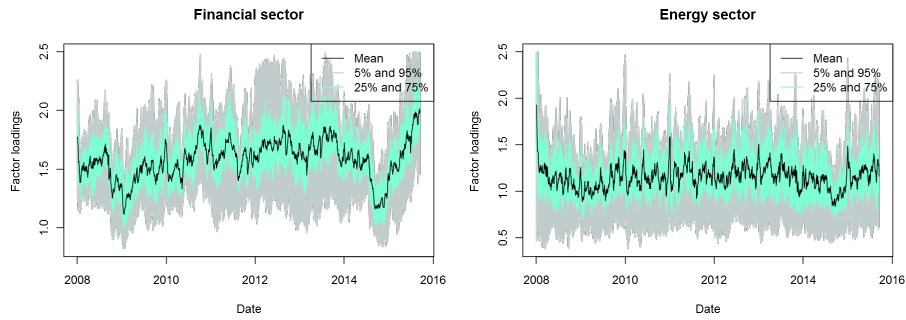 Financial sector
Factor loadings
2.5
2.0
1.5
1.0
Mean
5% and 95%
25% and 75%
2008
2010
2012
2014
2016
Date
Energy sector
Factor loadings
2.5
2.0
1.5
1.0
0.5
Mean
5% and 95%
25% and 75%
2008
2010
2012
2014
2016
Date